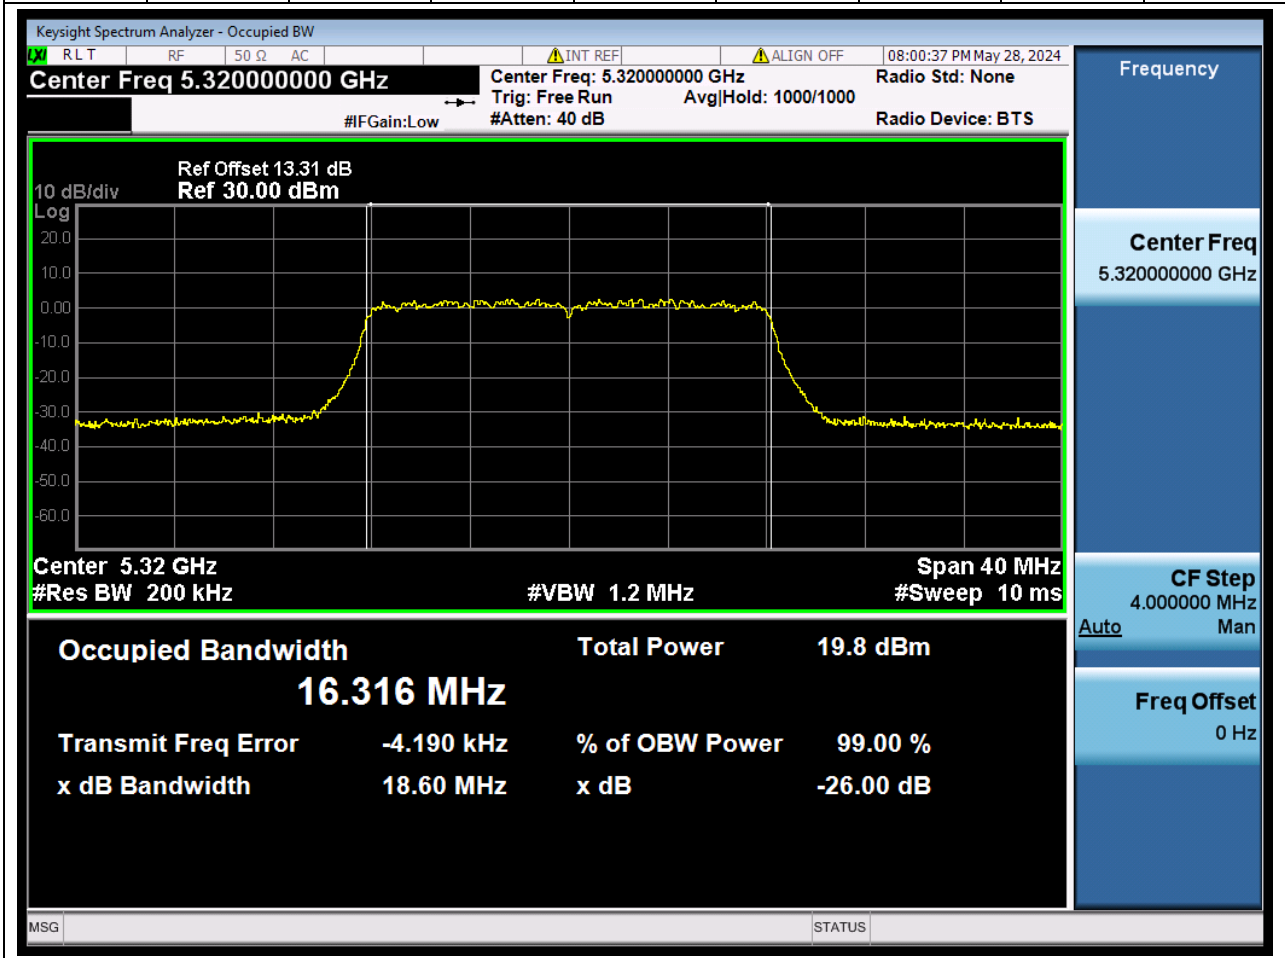 Keysight Spectrum Analyzer - Occupied BW
LXI RLT RF 50 Ω AC INT REF ALIGN OFF 08:00:37 PM May 28, 2024
Center Freq 5.320000000 GHz
Center Freq: 5.320000000 GHz
Radio Std: None
Trig: Free Run Avg|Hold: 1000/1000
#IFGain:Low
#Atten: 40 dB
Radio Device: BTS
Ref Offset 13.31 dB
10 dB/div Ref 30.00 dBm
Log
20.0
10.0
0.00
-10.0
-20.0
-30.0
-40.0
-50.0
-60.0
Center 5.32 GHz Span 40 MHz
#Res BW 200 kHz #VBW 1.2 MHz #Sweep 10 ms
Occupied Bandwidth Total Power 19.8 dBm
16.316 MHz
Transmit Freq Error -4.190 kHz % of OBW Power 99.00 %
x dB Bandwidth 18.60 MHz x dB -26.00 dB
Frequency
Center Freq
5.320000000 GHz
CF Step
4.000000 MHz
Auto Man
Freq Offset
0 Hz
MSG STATUS